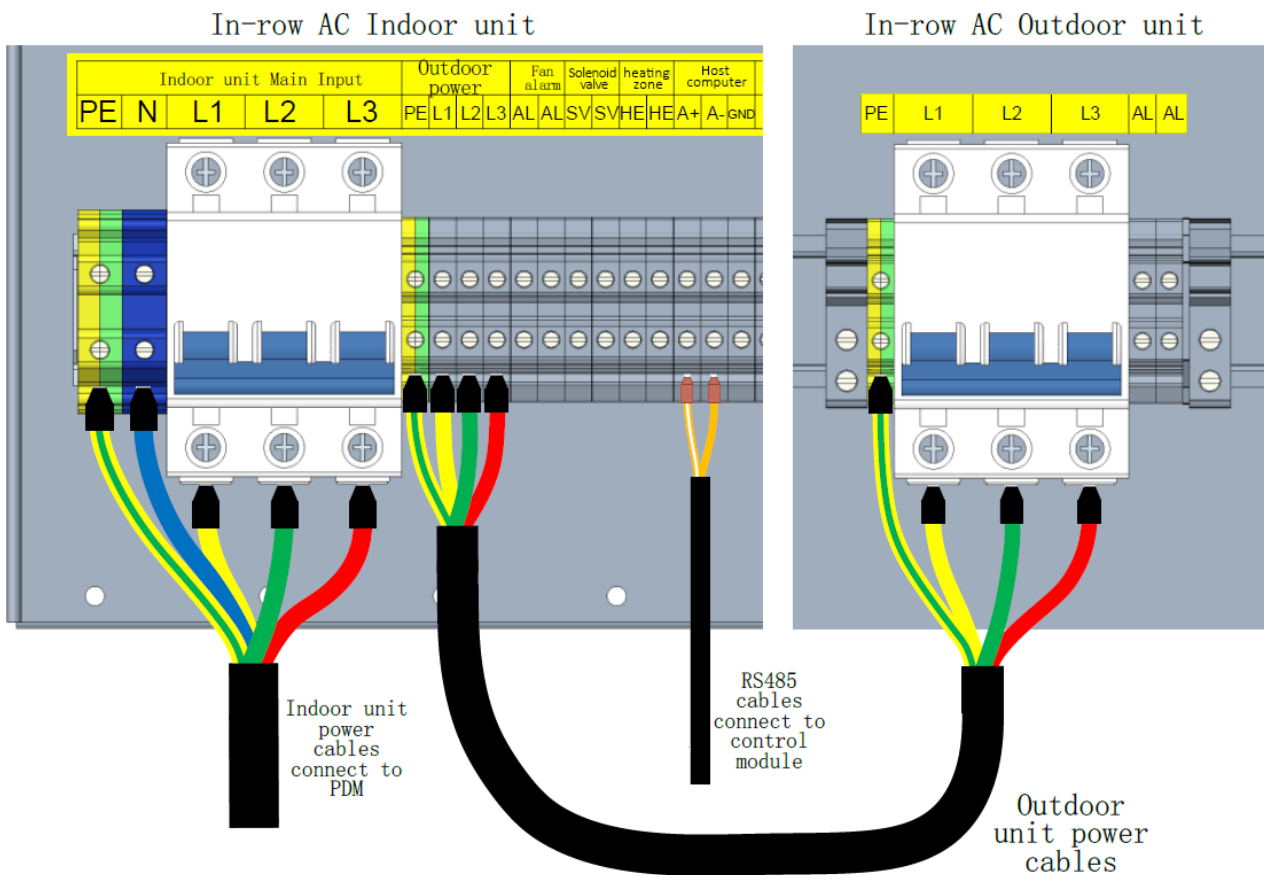 In-row AC Indoor unit
In-row AC Outdoor unit
Indoor unit Main Input
Outdoor
power
Fan
alarm
Solenoid
valve
heating
zone
Host
computer
PE N L1 L2 L3 PE L1 L2 L3 AL AL SV SV HE HE A+ A- GND
PE L1 L2 L3 AL AL
Indoor unit
power
cables
connect to
PDM
RS485
cables
connect to
control
module
Outdoor
unit power
cables